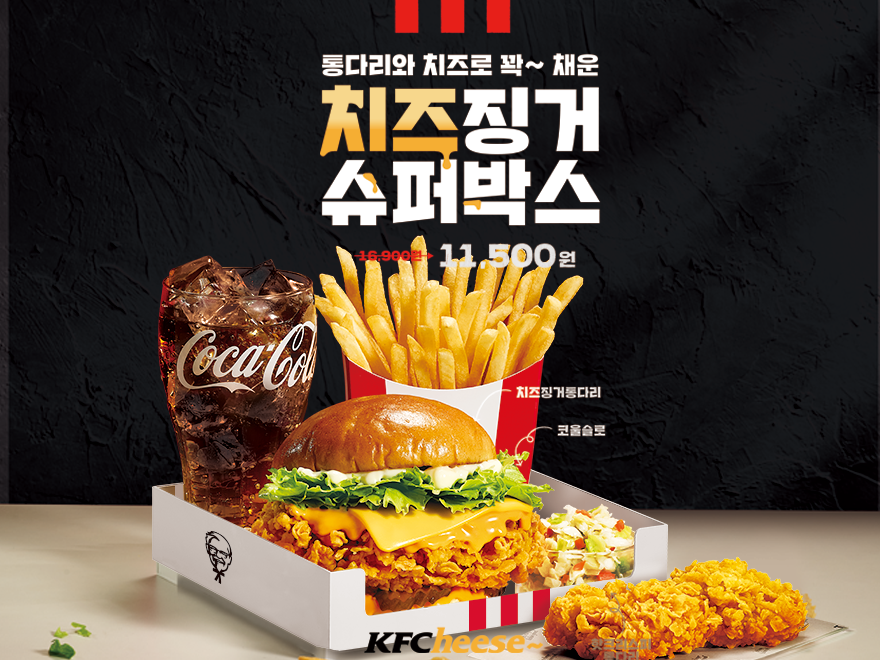 통다리와 치즈로 꽉~ 채운
치즈징거
슈퍼박스
16,900원 11,500원
Coca Col
치즈징거통다리
코울슬로
KFCheese~